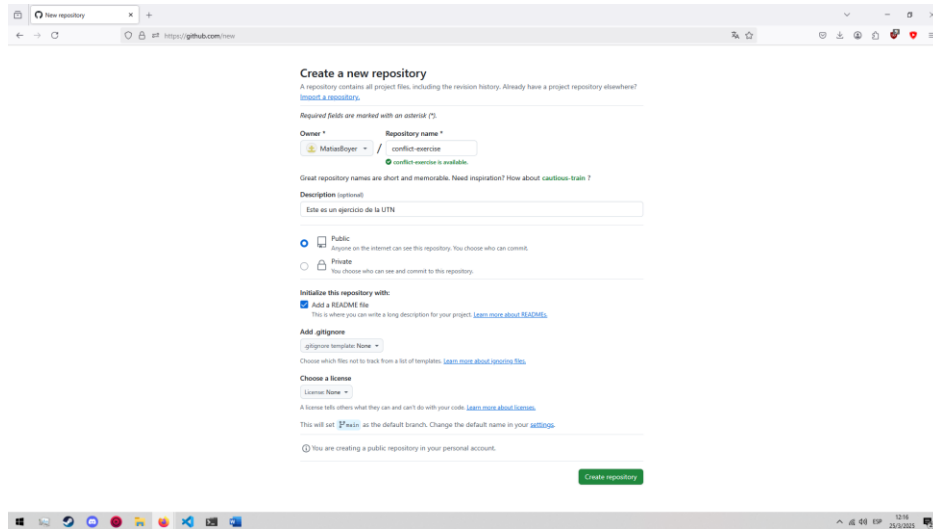 New repository
https://github.com/new
Create a new repository
A repository contains all project files, including the revision history. Already have a project repository elsewhere?
Import a repository.
Required fields are marked with an asterisk (*).
Owner * Repository name *
MatiasBoyer / conflict-exercise
conflict-exercise is available.
Great repository names are short and memorable. Need inspiration? How about cautious-train ?
Description (optional)
Este es un ejercicio de la UTN
Public
Anyone on the internet can see this repository. You choose who can commit.
Private
You choose who can see and commit to this repository.
Initialize this repository with:
Add a README file
This is where you can write a long description for your project. Learn more about READMEs.
Add .gitignore
.gitignore template: None
Choose which files not to track from a list of templates. Learn more about ignoring files.
Choose a license
License: None
A license tells others what they can and can't do with your code. Learn more about licenses.
This will set main as the default branch. Change the default name in your settings.
You are creating a public repository in your personal account.
Create repository
ESP
12:16
25/3/2025